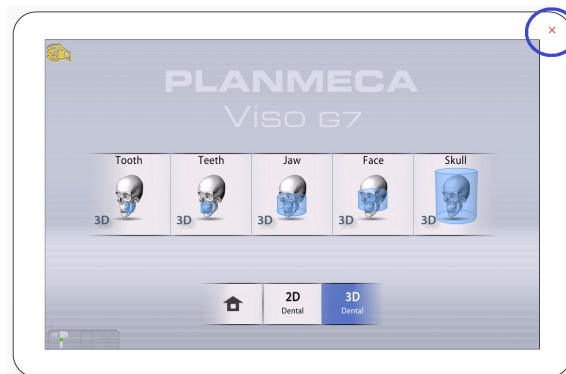 PLANMECA
Viso G7
Tooth Teeth Jaw Face Skull
3D 3D 3D 3D 3D
2D 3D
Dental Dental